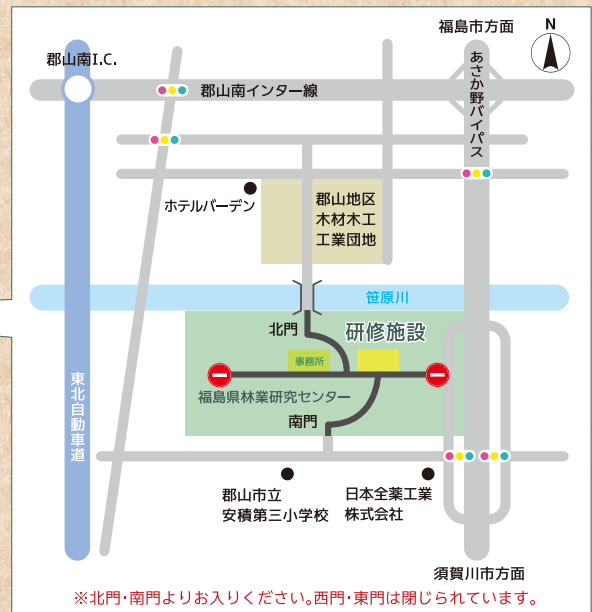 福島市方面
N
郡山南I.C.
あさか野バイパス
郡山南インター線
ホテルバーデン
郡山地区
木材木工
工業団地
笹原川
北門
研修施設
事務所
福島県林業研究センター
南門
東北自動車道
郡山市立
安積第三小学校
日本全薬工業
株式会社
須賀川市方面
※北門・南門よりお入りください。西門・東門は閉じられています。